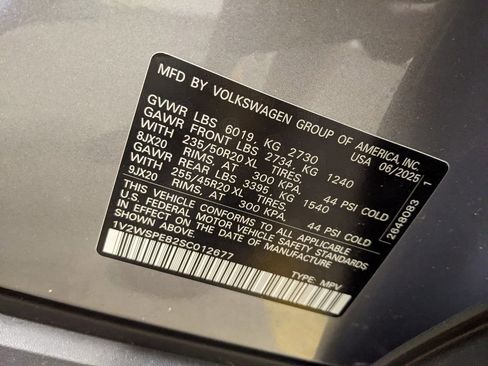 MFD BY VOLKSWAGEN GROUP OF AMERICA, INC.
USA 06/2025 1
GVWR LBS 6019, KG 2730
GAWR FRONT LBS 2734, KG 1240
WITH 235/50R20 XL TIRES,
8JX20 RIMS, AT 300 KPA. 44 PSI COLD
GAWR REAR LBS 3395, KG 1540
WITH 255/45R20 XL TIRES,
9JX20 RIMS, AT 300 KPA. 44 PSI COLD
THIS VEHICLE CONFORMS TO ALL APPLICABLE
U.S. FEDERAL MOTOR VEHICLE SAFETY STANDARDS
IN EFFECT ON THE DATE OF MANUFACTURE
SHOWN ABOVE.
1V2WSPE82SC012677
TYPE: MPV
2648083